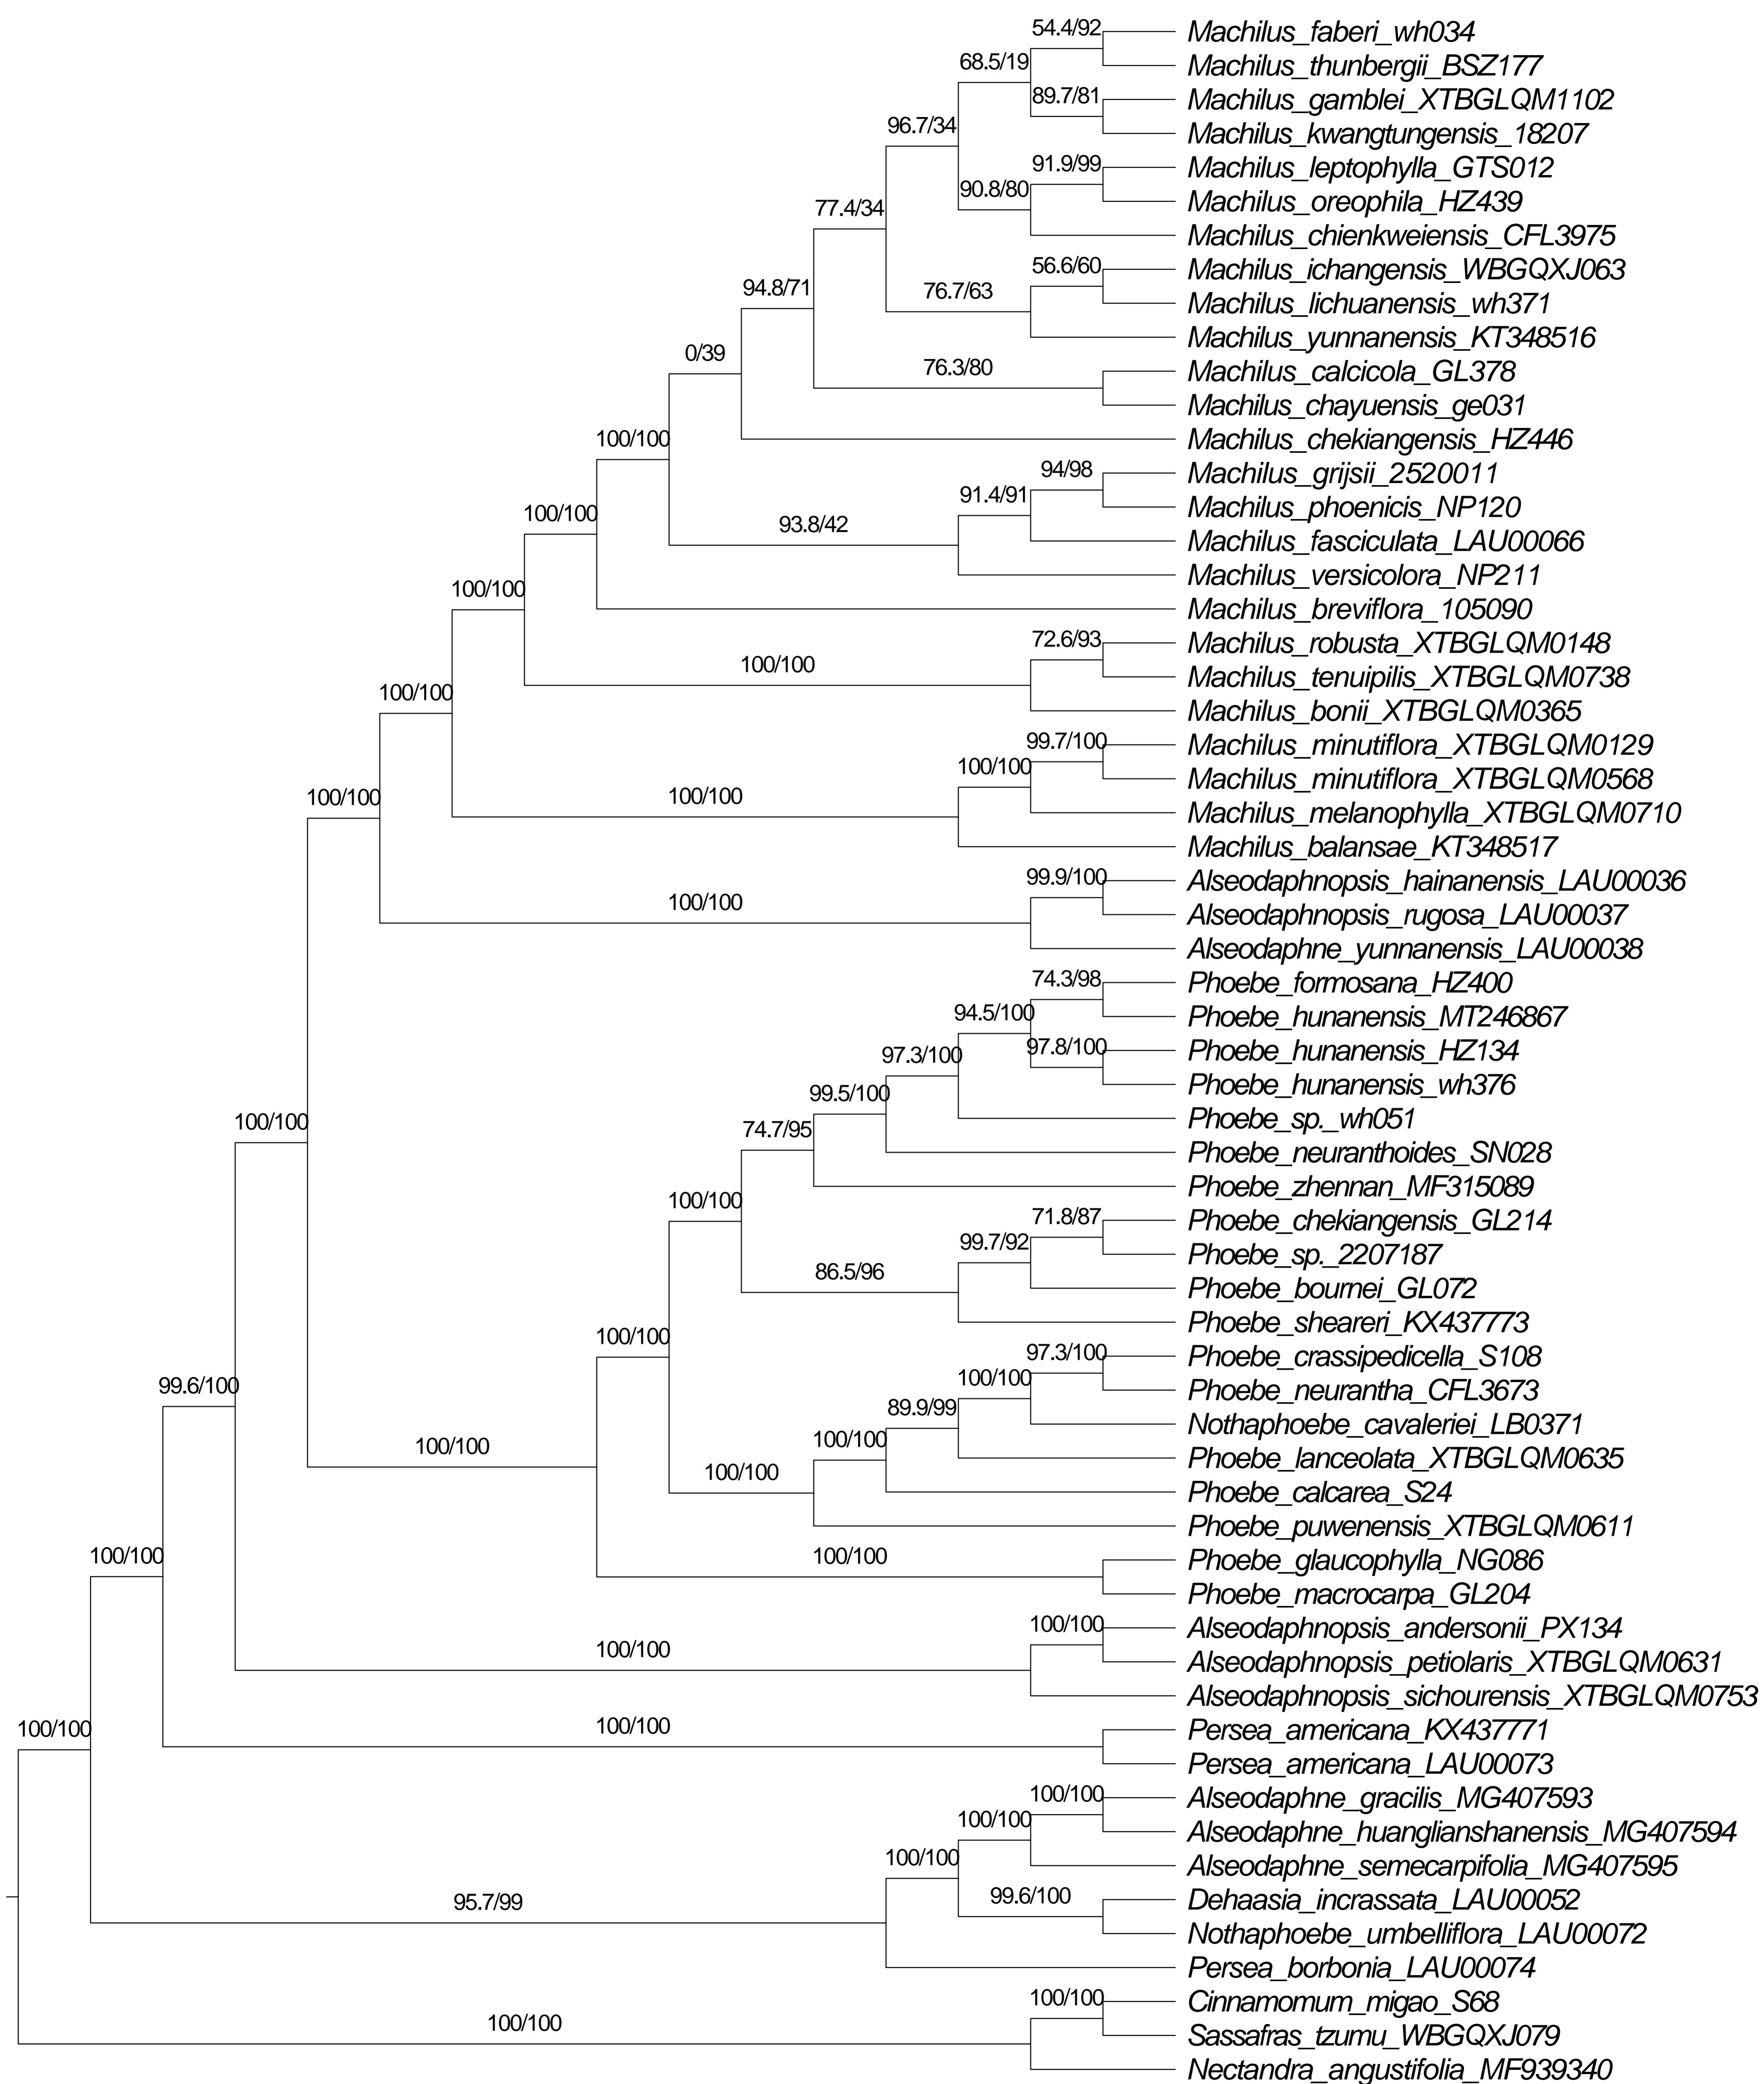 54.4/92
Machilus_faberi_wh034
68.5/19
Machilus_thunbergii_BSZ177
89.7/81
Machilus_gamblei_XTBGLQM1102
96.7/34
Machilus_kwangtungensis_18207
91.9/99
Machilus_leptophylla_GTS012
90.8/80
Machilus_oreophila_HZ439
77.4/34
Machilus_chienkweiensis_CFL3975
56.6/60
Machilus_ichangensis_WBGQXJ063
94.8/71
76.7/63
Machilus_lichuanensis_wh371
Machilus_yunnanensis_KT348516
0/39
76.3/80
Machilus_calcicola_GL378
Machilus_chayuensis_ge031
100/100
Machilus_chekiangensis_HZ446
94/98
Machilus_grijsii_2520011
91.4/91
Machilus_phoenicis_NP120
100/100
93.8/42
Machilus_fasciculata_LAU00066
Machilus_versicolora_NP211
100/100
Machilus_breviflora_105090
72.6/93
Machilus_robusta_XTBGLQM0148
100/100
Machilus_tenuipilis_XTBGLQM0738
100/100
Machilus_bonii_XTBGLQM0365
99.7/100
Machilus_minutiflora_XTBGLQM0129
100/100
Machilus_minutiflora_XTBGLQM0568
100/100
100/100
Machilus_melanophylla_XTBGLQM0710
Machilus_balansae_KT348517
99.9/100
Alseodaphnopsis_hainanensis_LAU00036
100/100
Alseodaphnopsis_rugosa_LAU00037
Alseodaphne_yunnanensis_LAU00038
74.3/98
Phoebe_formosana_HZ400
94.5/100
Phoebe_hunanensis_MT246867
97.3/100
97.8/100
Phoebe_hunanensis_HZ134
99.5/100
Phoebe_hunanensis_wh376
Phoebe_sp._wh051
100/100
74.7/95
Phoebe_neuranthoides_SN028
Phoebe_zhennan_MF315089
100/100
71.8/87
Phoebe_chekiangensis_GL214
99.7/92
Phoebe_sp._2207187
86.5/96
Phoebe_bournei_GL072
Phoebe_sheareri_KX437773
100/100
97.3/100
Phoebe_crassipedicella_S108
99.6/100
100/100
Phoebe_neurantha_CFL3673
89.9/99
Nothaphoebe_cavaleriei_LB0371
100/100
100/100
Phoebe_lanceolata_XTBGLQM0635
100/100
Phoebe_calcarea_S24
Phoebe_puwenensis_XTBGLQM0611
100/100
100/100
Phoebe_glaucophylla_NG086
Phoebe_macrocarpa_GL204
100/100
Alseodaphnopsis_andersonii_PX134
100/100
Alseodaphnopsis_petiolaris_XTBGLQM0631
Alseodaphnopsis_sichourensis_XTBGLQM0753
100/100
100/100
Persea_americana_KX437771
Persea_americana_LAU00073
100/100
Alseodaphne_gracilis_MG407593
100/100
Alseodaphne_huanglianshanensis_MG407594
100/100
Alseodaphne_semecarpifolia_MG407595
95.7/99
99.6/100
Dehaasia_incrassata_LAU00052
Nothaphoebe_umbelliflora_LAU00072
Persea_borbonia_LAU00074
100/100
Cinnamomum_migao_S68
100/100
Sassafras_tzumu_WBGQXJ079
Nectandra_angustifolia_MF939340